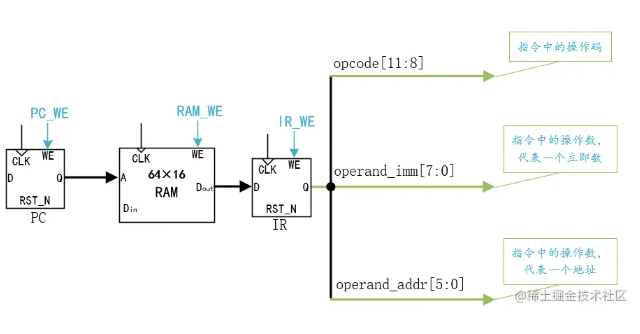 指令中的操作码
opcode[11:8]
PC_WE
RAM_WE
IR_WE
指令中的操作数,
代表一个立即数
CLK
WE
CLK
WE
CLK
WE
64×16
RAM
operand_imm[7:0]
D
Q
A
Dout
D
Q
Din
RST_N
RST_N
PC
IR
指令中的操作数,
代表一个地址
operand_addr[5:0]
@稀土掘金技术社区